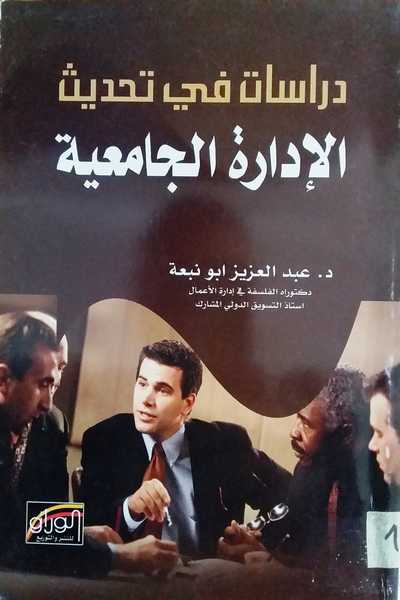 دراسات في تحديث
الإدارة الجامعية
د. عبد العزيز ابو نبعة
دكتوراه الفلسفة في إدارة الأعمال
استاذ التسويق الدولي المشارك
الوراق
للنشر والتوزيع